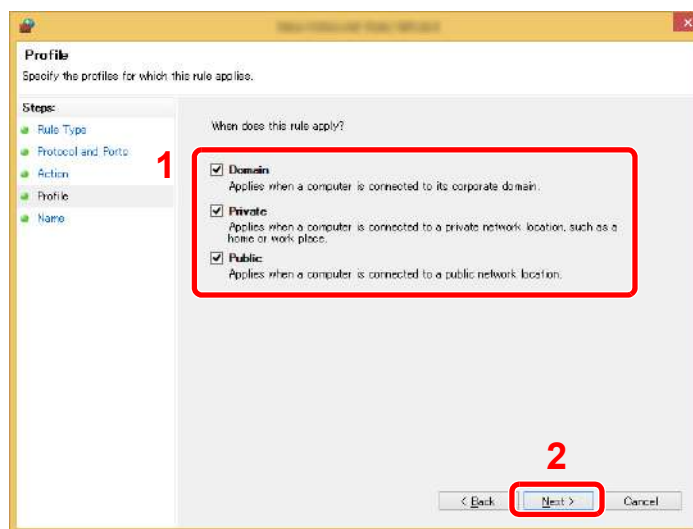 Profile
Specify the profiles for which this rule applies.
Steps:
Rule Type
Protocol and Ports
Action
Profile
Name
When does this rule apply?
1
Domain
Applies when a computer is connected to its corporate domain.
Private
Applies when a computer is connected to a private network location, such as a
home or work place.
Public
Applies when a computer is connected to a public network location.
2
< Back
Next >
Cancel